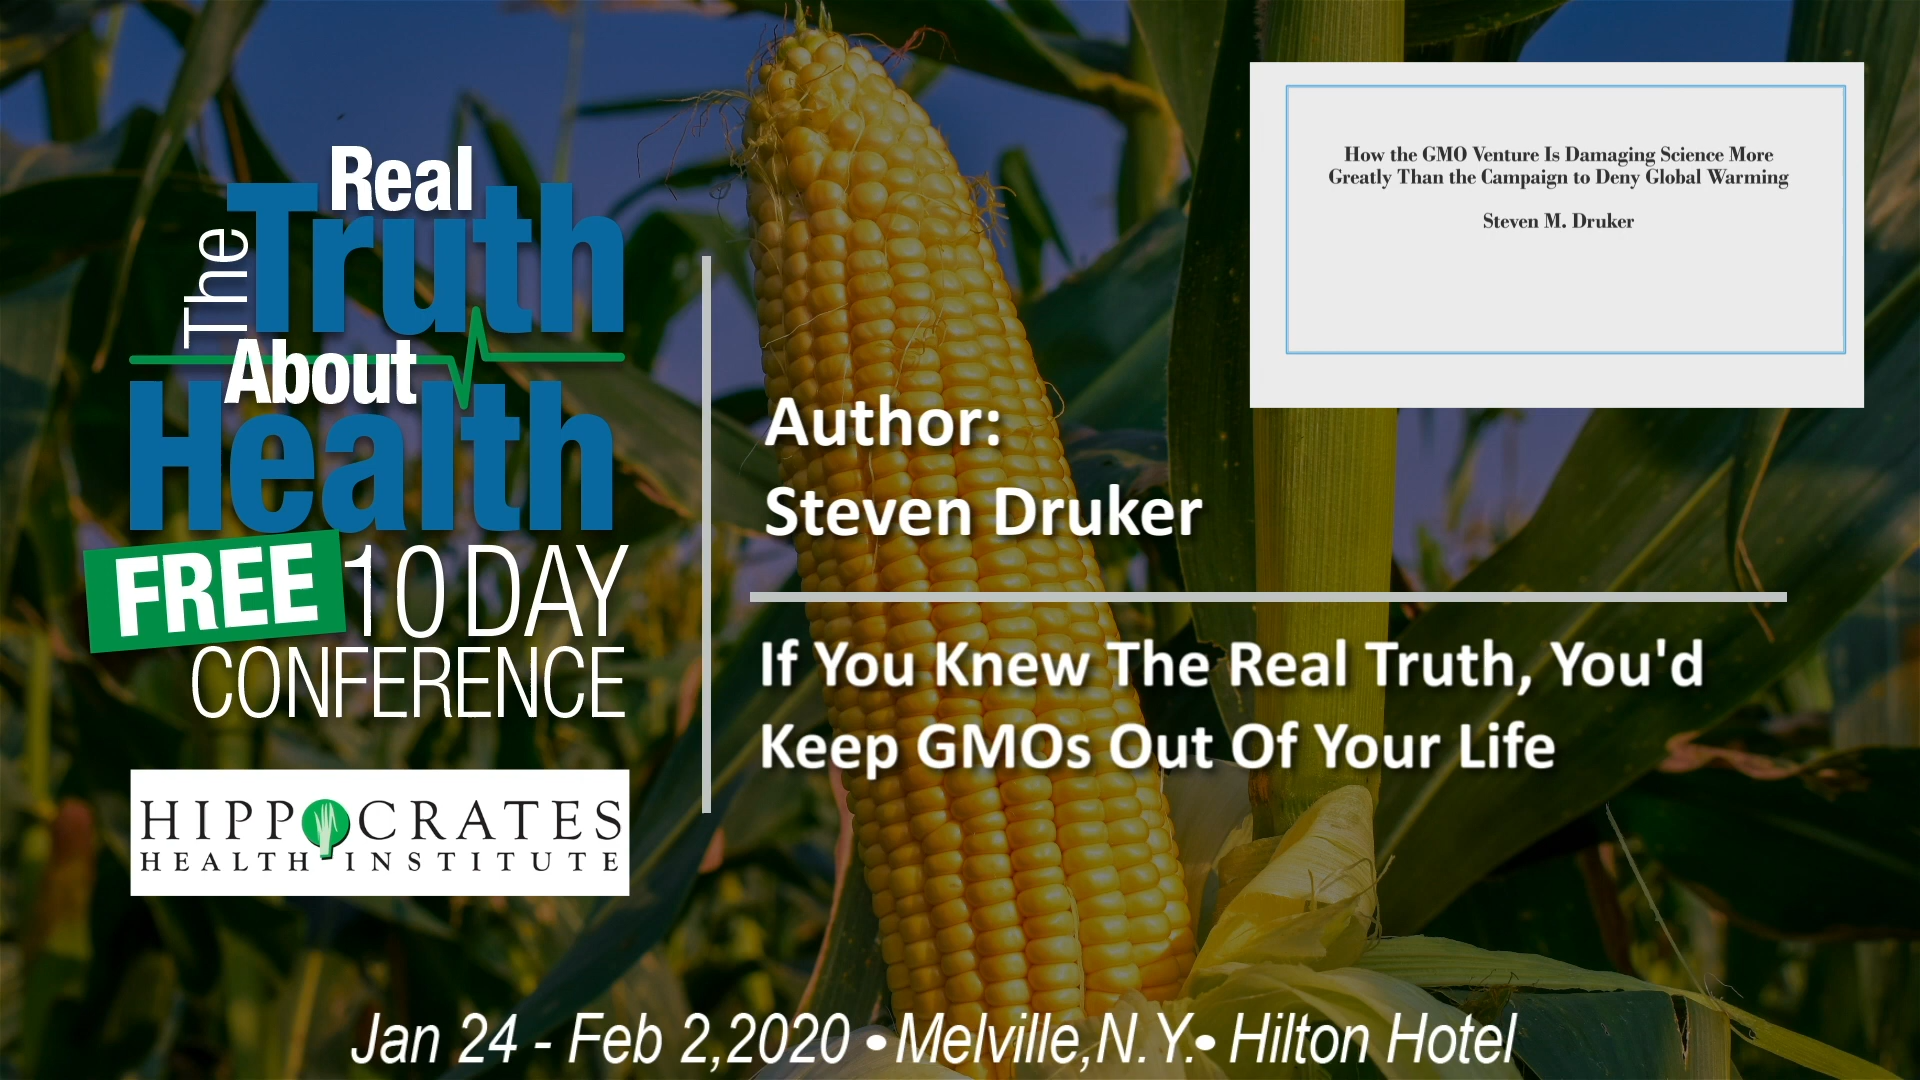 The Real
Truth
About
Health
FREE 10 DAY
CONFERENCE
HIPPOCRATES
HEALTH INSTITUTE
How the GMO Venture Is Damaging Science More
Greatly Than the Campaign to Deny Global Warming
Steven M. Druker
Author:
Steven Druker
If You Knew The Real Truth, You'd
Keep GMOs Out Of Your Life
Jan 24 - Feb 2,2020 • Melville,N.Y.• Hilton Hotel